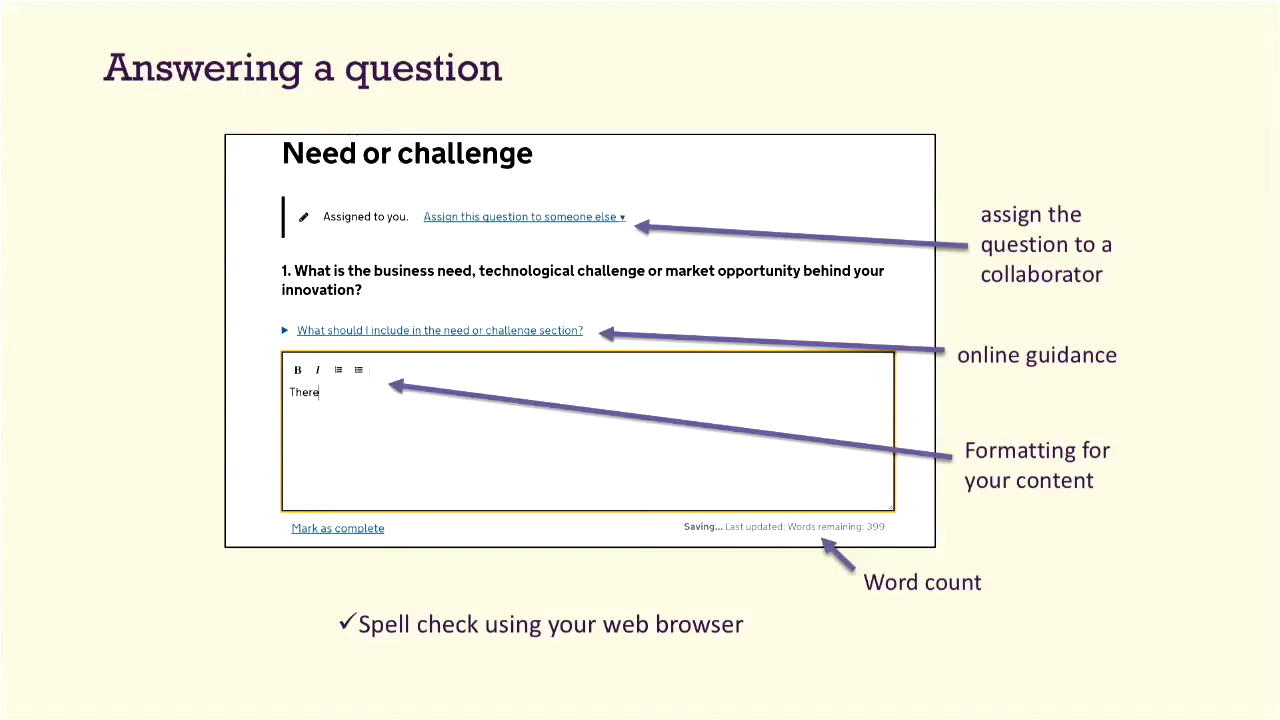 Answering a question
Need or challenge
Assigned to you. Assign this question to someone else ▾
assign the
question to a
collaborator
1. What is the business need, technological challenge or market opportunity behind your
innovation?
What should I include in the need or challenge section?
online guidance
B I
There
Formatting for
your content
Mark as complete
Saving... Last updated: Words remaining: 399
Word count
✓Spell check using your web browser